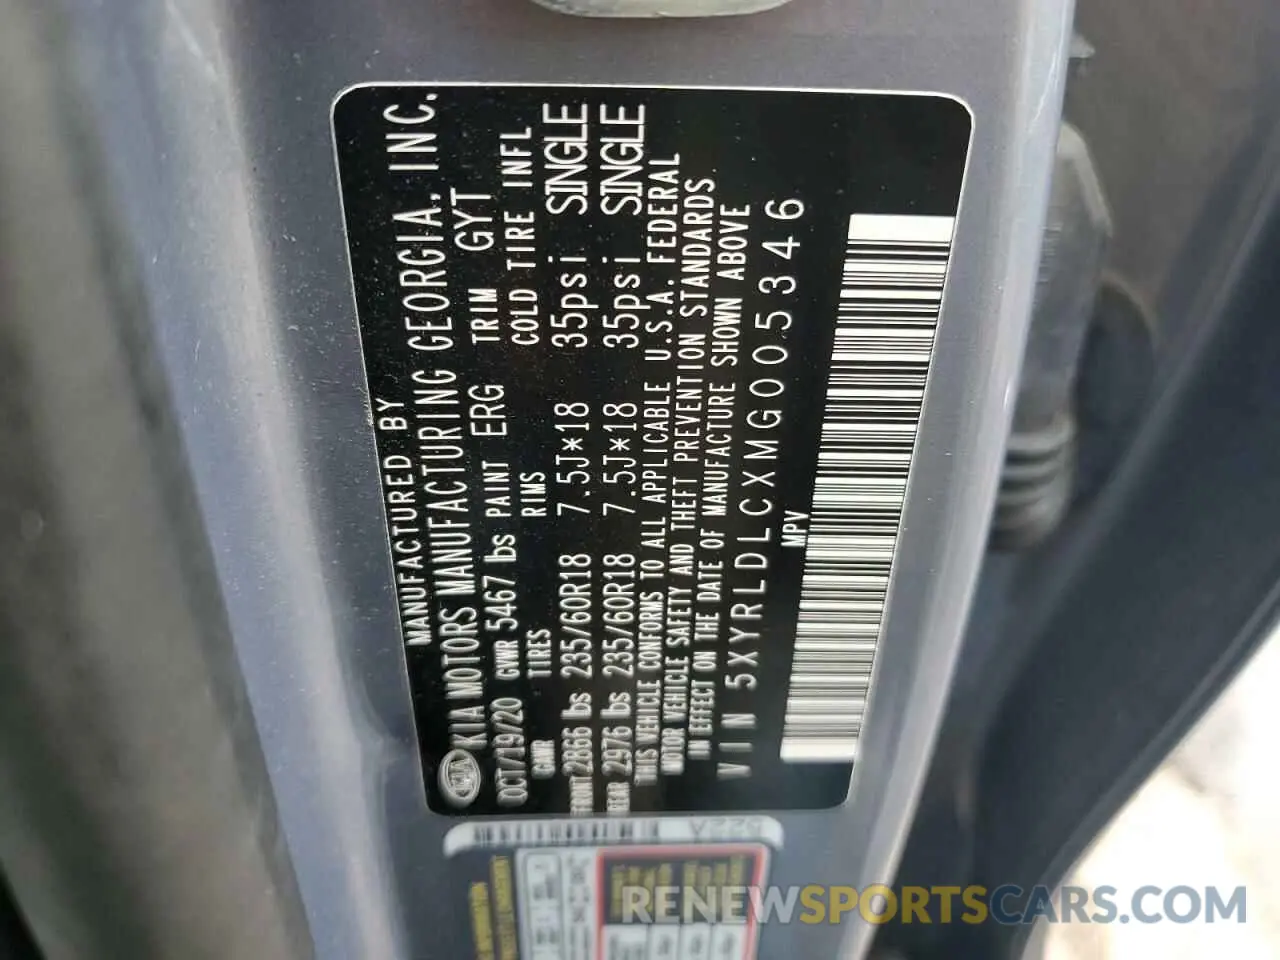 MANUFACTURED BY
KIA MOTORS MANUFACTURING GEORGIA, INC.
OCT/19/20 GVWR 5467 lbs PAINT ERG TRIM GYT
GAWR TIRES RIMS COLD TIRE INFL
FRONT 2866 lbs 235/60R18 7.5J*18 35psi SINGLE
REAR 2976 lbs 235/60R18 7.5J*18 35psi SINGLE
THIS VEHICLE CONFORMS TO ALL APPLICABLE U.S.A. FEDERAL
MOTOR VEHICLE SAFETY AND THEFT PREVENTION STANDARDS
IN EFFECT ON THE DATE OF MANUFACTURE SHOWN ABOVE
VIN 5XYRLDLCXMG005346
MPV
522A
RENEWSPORTSCARS.COM